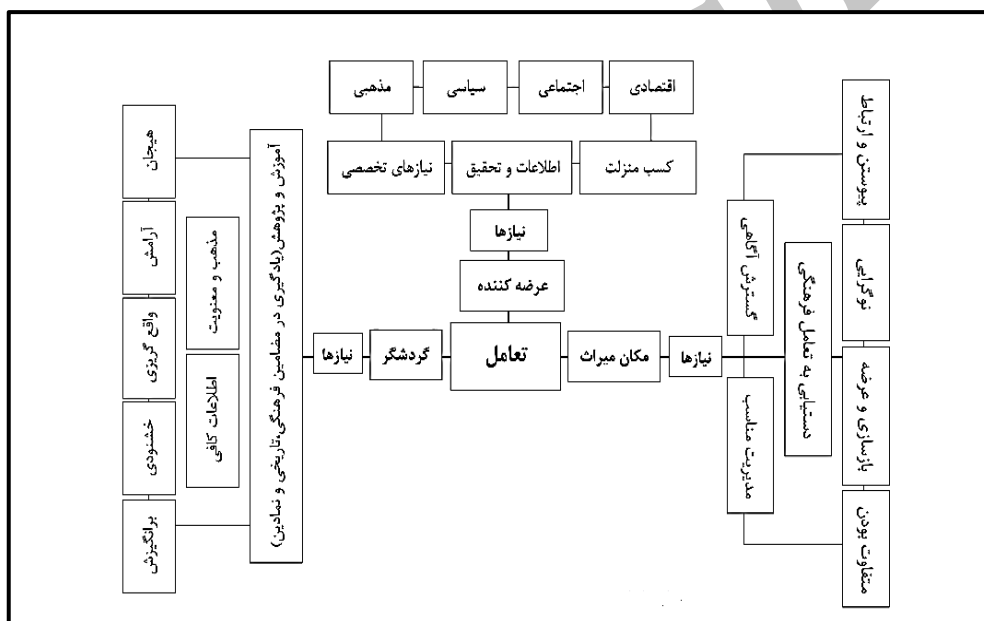 اقتصادی
اجتماعی
سیاسی
مذهبی
کسب منزلت
اطلاعات و تحقیق
نیازهای تخصصی
نیازها
عرضه کننده
پیوستن و ارتباط
نوگرایی
بازسازی و عرضه
متفاوت بودن
دستیابی به تعامل فرهنگی
گسترش آگاهی
مدیریت مناسب
نیازها
مکان میراث
تعامل
گردشگر
نیازها
آموزش و پژوهش(یادگیری در مضامین فرهنگی،تاریخی و نمادین)
مذهب و معنویت
اطلاعات کافی
هیجان
آرامش
واقع گریزی
خشنودی
برانگیزش